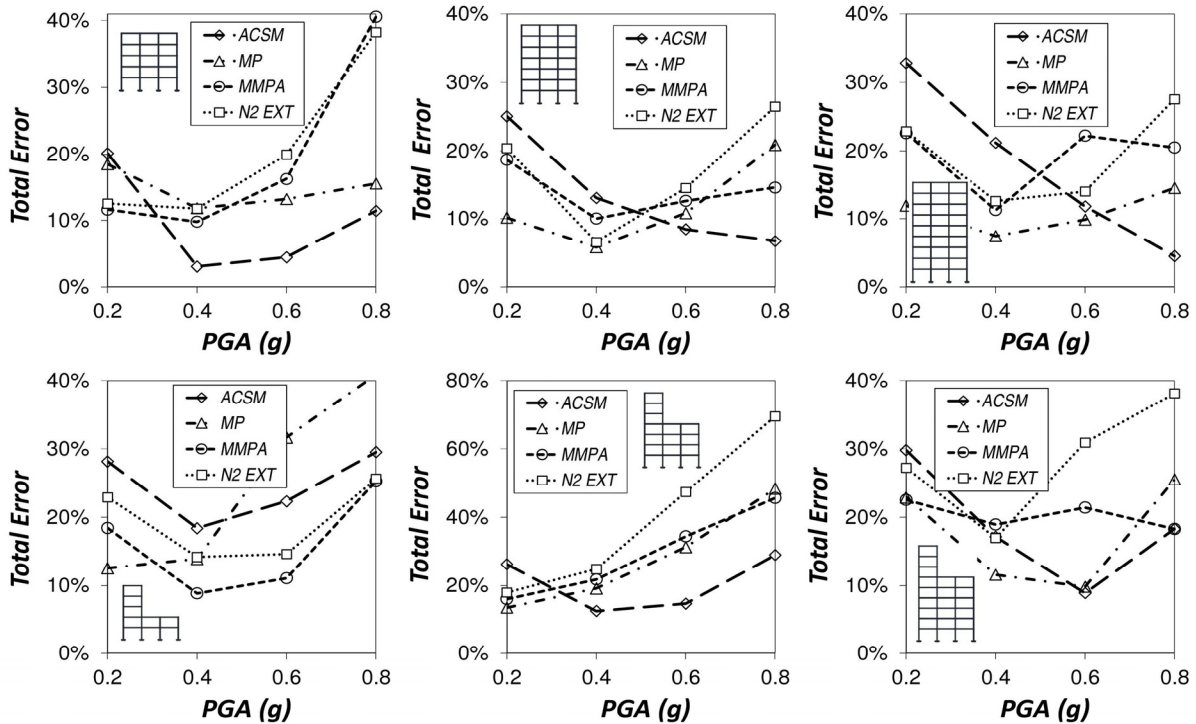 40%
30%
20%
10%
0%
0.2 0.4 0.6 0.8
Total Error
PGA (g)
ACSM
MP
MMPA
N2 EXT
40%
30%
20%
10%
0%
0.2 0.4 0.6 0.8
Total Error
PGA (g)
ACSM
MP
MMPA
N2 EXT
40%
30%
20%
10%
0%
0.2 0.4 0.6 0.8
Total Error
PGA (g)
ACSM
MP
MMPA
N2 EXT
40%
30%
20%
10%
0%
0.2 0.4 0.6 0.8
Total Error
PGA (g)
ACSM
MP
MMPA
N2 EXT
80%
60%
40%
20%
0%
0.2 0.4 0.6 0.8
Total Error
PGA (g)
ACSM
MP
MMPA
N2 EXT
40%
30%
20%
10%
0%
0.2 0.4 0.6 0.8
Total Error
PGA (g)
ACSM
MP
MMPA
N2 EXT